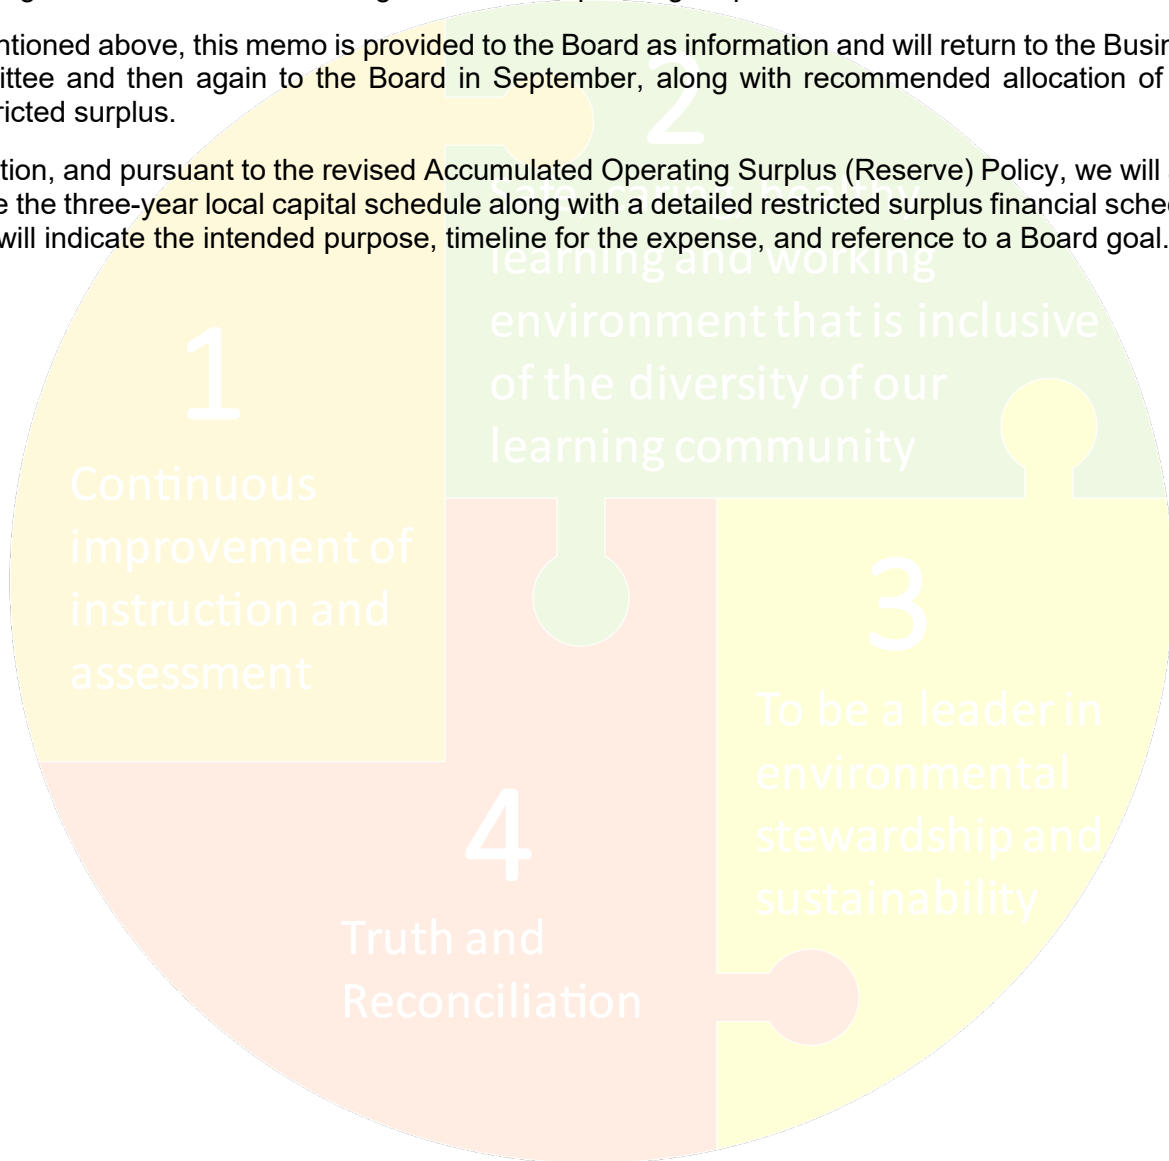 ntioned above, this memo is provided to the Board as information and will return to the Busin
ittee and then again to the Board in September, along with recommended allocation of
ricted surplus.
tion, and pursuant to the revised Accumulated Operating Surplus (Reserve) Policy, we will
e the three-year local capital schedule along with a detailed restricted surplus financial sched
will indicate the intended purpose, timeline for the expense, and reference to a Board goal.
2
Safe, caring, healthy
learning and working
environment that is inclusive
of the diversity of our
learning community
1
Continuous
improvement of
instruction and
assessment
3
To be a leader in
environmental
stewardship and
sustainability
4
Truth and
Reconciliation